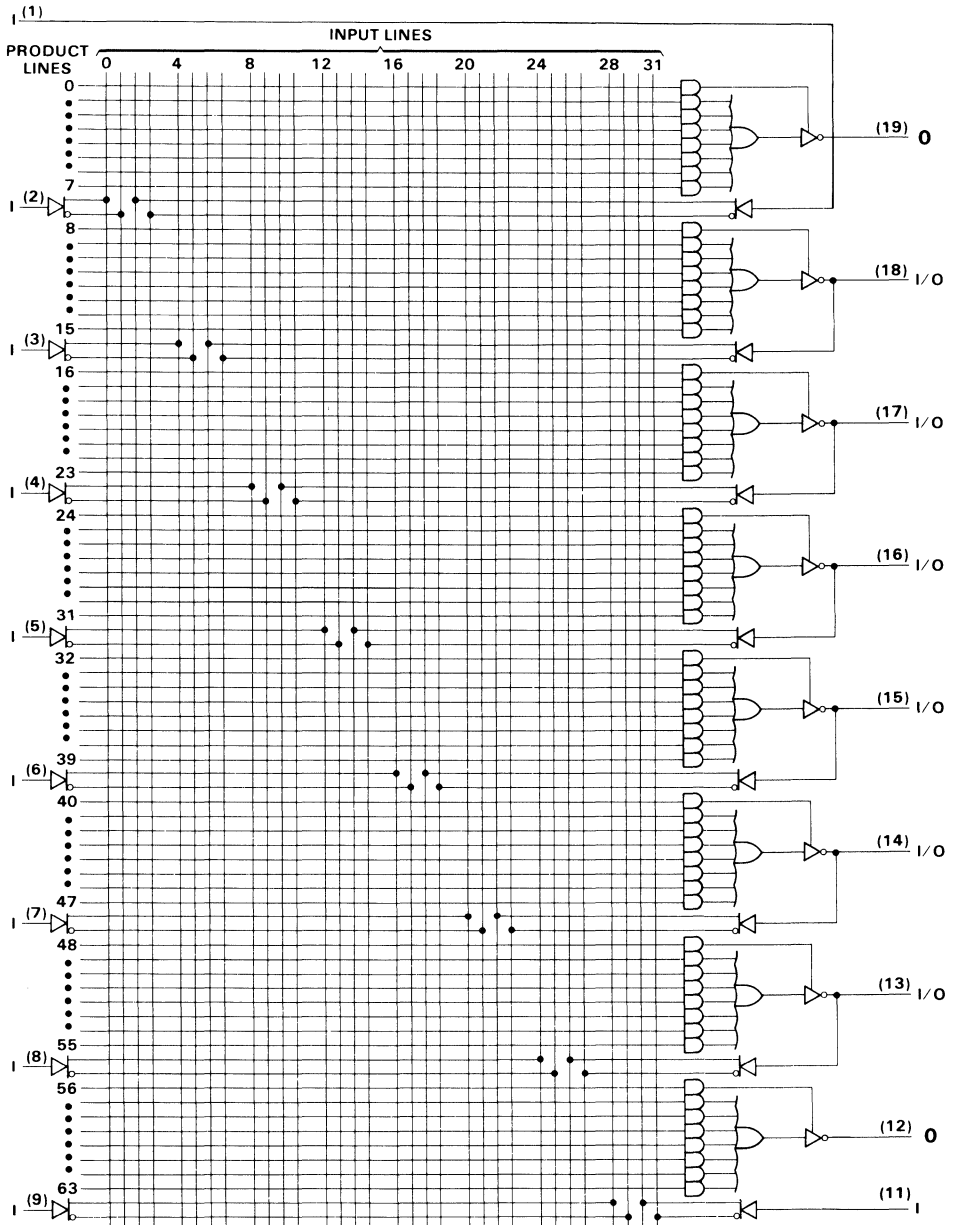 I (1)
INPUT LINES
PRODUCT LINES
0 4 8 12 16 20 24 28 31
0
7
(19) O
I (2)
8
15
(18) I/O
I (3)
16
23
(17) I/O
I (4)
24
31
(16) I/O
I (5)
32
39
(15) I/O
I (6)
40
47
(14) I/O
I (7)
48
55
(13) I/O
I (8)
56
63
(12) O
I (9)
(11) I